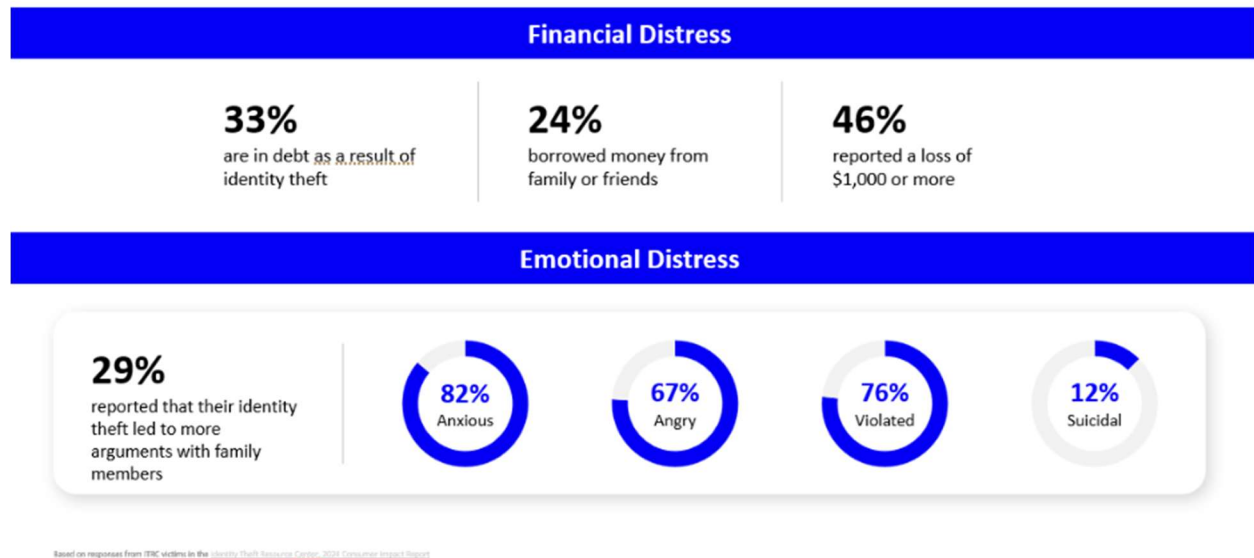 Financial Distress
33%
are in debt as a result of
identity theft
24%
borrowed money from
family or friends
46%
reported a loss of
$1,000 or more
Emotional Distress
29%
reported that their identity
theft led to more
arguments with family
members
82%
Anxious
67%
Angry
76%
Violated
12%
Suicidal
Based on responses from ITRC victims in the Identity Theft Resource Center, 2024 Consumer Impact Report